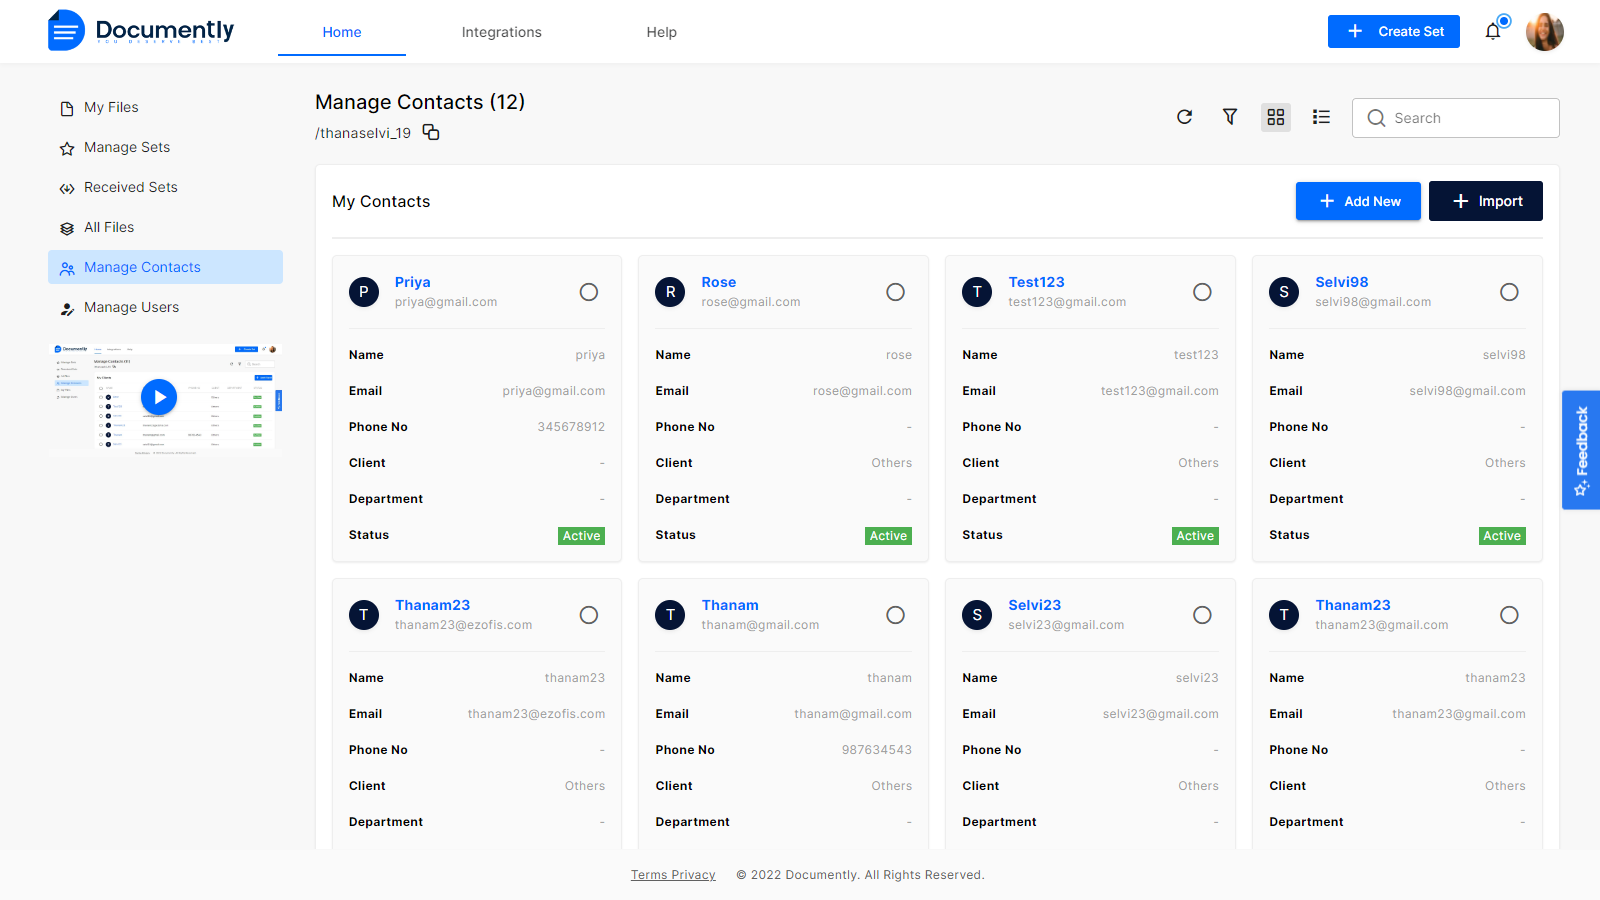 Documently
YOU DESERVE BEST
Home
Integrations
Help
Create Set
My Files
Manage Sets
Received Sets
All Files
Manage Contacts
Manage Users
Manage Contacts (12)
/thanaselvi_19
Search
My Contacts
Add New
Import
P
Priya
priya@gmail.com
Name priya
Email priya@gmail.com
Phone No 345678912
Client -
Department -
Status Active
R
Rose
rose@gmail.com
Name rose
Email rose@gmail.com
Phone No -
Client Others
Department -
Status Active
T
Test123
test123@gmail.com
Name test123
Email test123@gmail.com
Phone No -
Client Others
Department -
Status Active
S
Selvi98
selvi98@gmail.com
Name selvi98
Email selvi98@gmail.com
Phone No -
Client Others
Department -
Status Active
T
Thanam23
thanam23@ezofis.com
Name thanam23
Email thanam23@ezofis.com
Phone No -
Client Others
Department -
T
Thanam
thanam@gmail.com
Name thanam
Email thanam@gmail.com
Phone No 987634543
Client Others
Department -
S
Selvi23
selvi23@gmail.com
Name selvi23
Email selvi23@gmail.com
Phone No -
Client Others
Department -
T
Thanam23
thanam23@gmail.com
Name thanam23
Email thanam23@gmail.com
Phone No -
Client Others
Department -
Feedback
Terms Privacy
© 2022 Documently. All Rights Reserved.